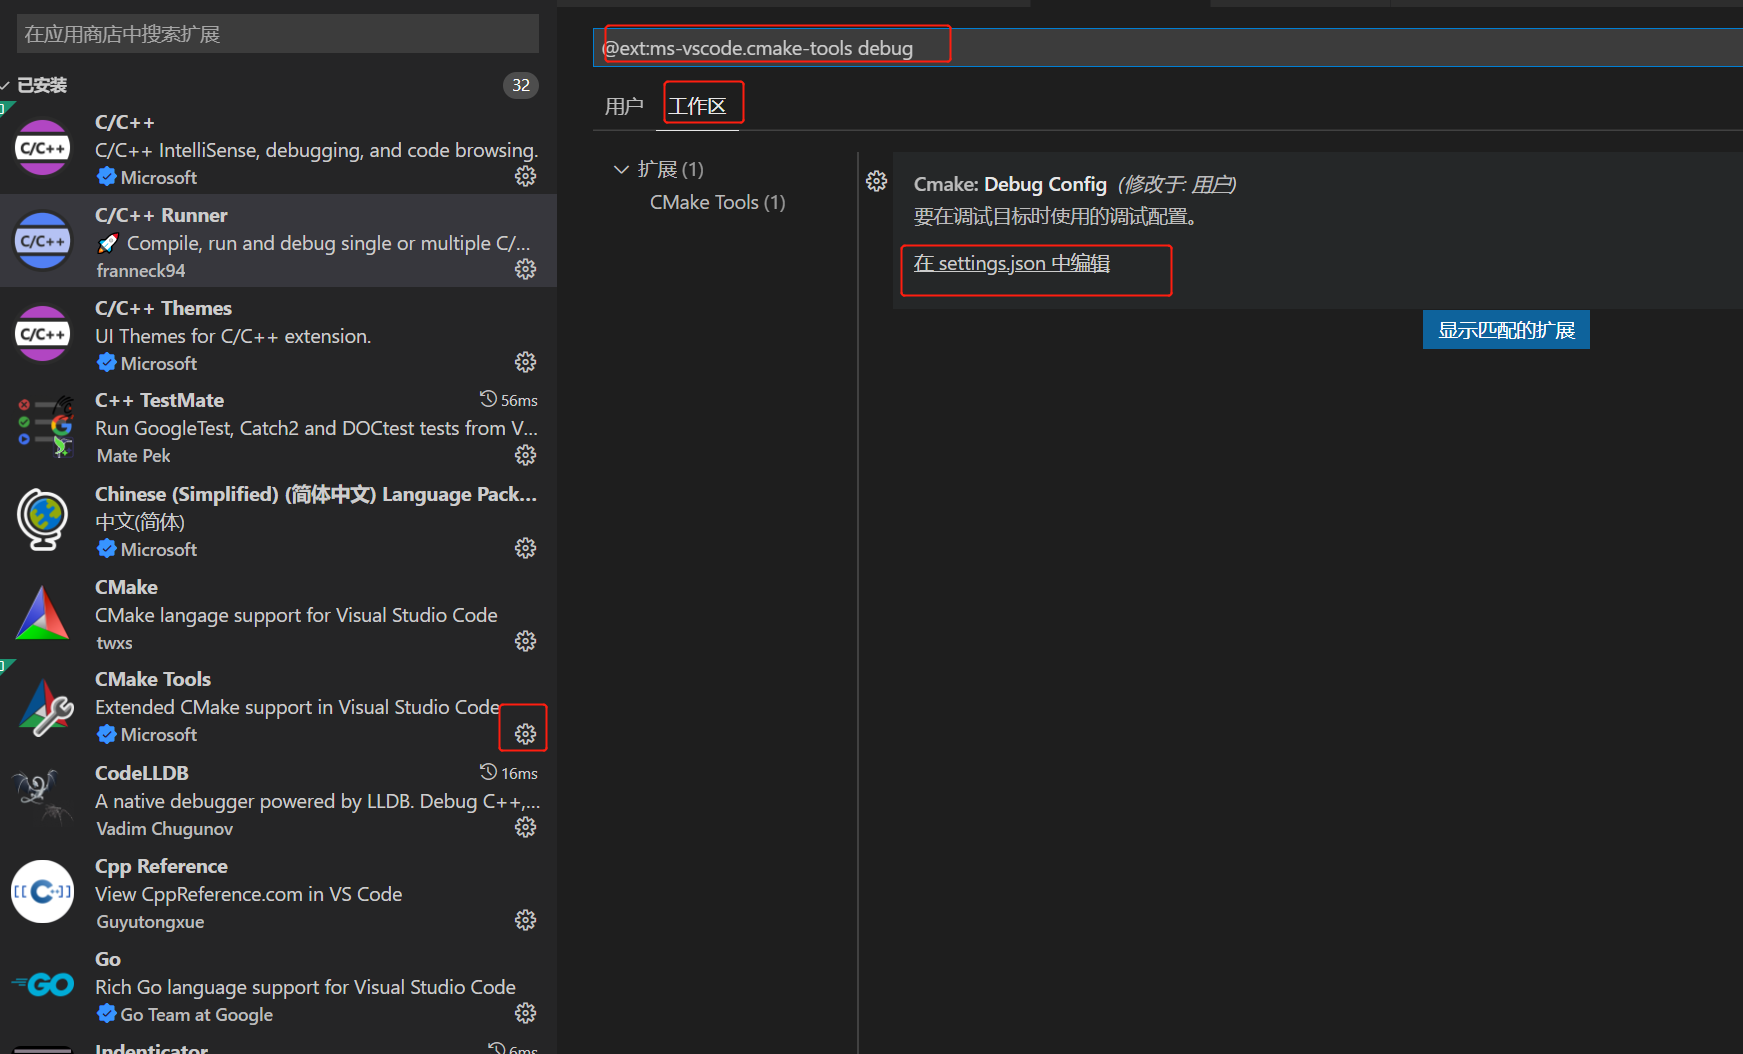 在应用商店中搜索扩展
已安装
32
C/C++
C/C++
C/C++ IntelliSense, debugging, and code browsing.
Microsoft
C/C++
C/C++ Runner
Compile, run and debug single or multiple C/...
franneck94
C/C++
C/C++ Themes
UI Themes for C/C++ extension.
Microsoft
C++ TestMate
56ms
Run GoogleTest, Catch2 and DOCtest tests from V...
Mate Pek
Chinese (Simplified) (简体中文) Language Pack...
中文(简体)
Microsoft
CMake
CMake langage support for Visual Studio Code
twxs
CMake Tools
Extended CMake support in Visual Studio Code
Microsoft
CodeLLDB
16ms
A native debugger powered by LLDB. Debug C++,...
Vadim Chugunov
Cpp Reference
[[C++]]
View CppReference.com in VS Code
Guyutongxue
Go
GO
Rich Go language support for Visual Studio Code
Go Team at Google
Indenticator
6ms
@ext:ms-vscode.cmake-tools debug
用户
工作区
扩展 (1)
CMake Tools (1)
Cmake: Debug Config (修改于: 用户)
要在调试目标时使用的调试配置。
在 settings.json 中编辑
显示匹配的扩展